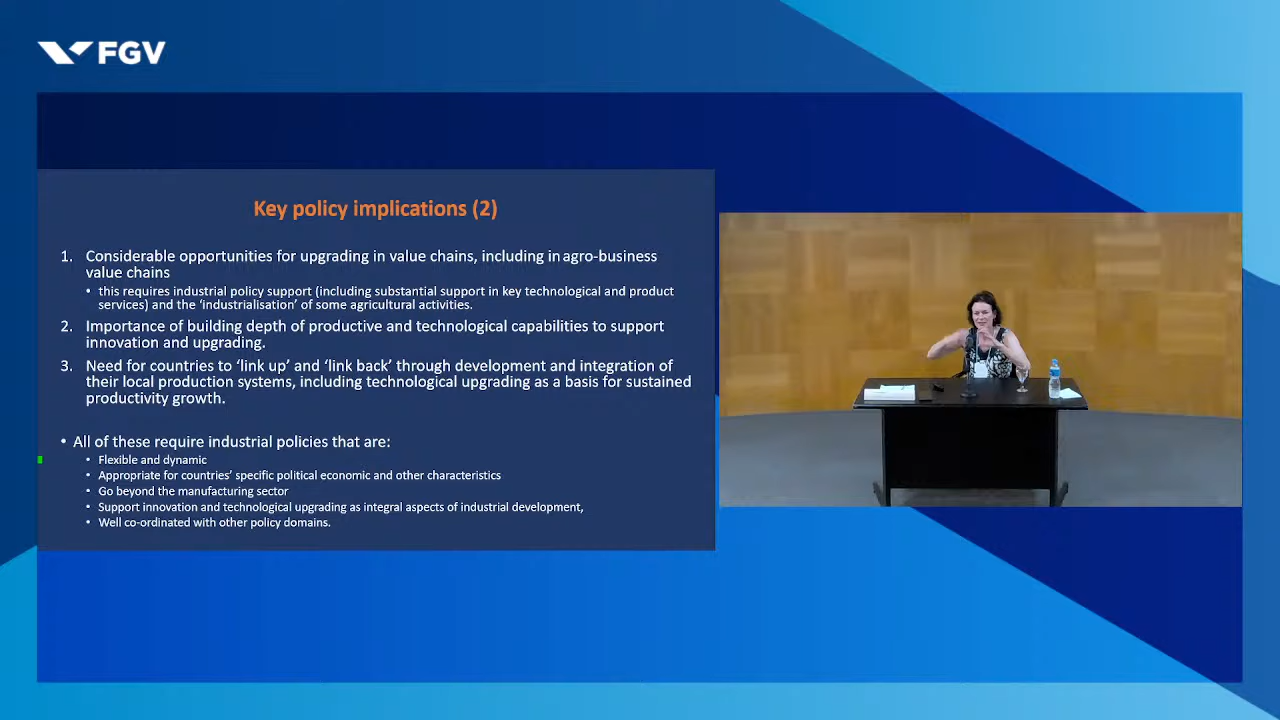 FGV
Key policy implications (2)
1. Considerable opportunities for upgrading in value chains, including in agro-business
value chains
• this requires industrial policy support (including substantial support in key technological and product
services) and the ‘industrialisation’ of some agricultural activities.
2. Importance of building depth of productive and technological capabilities to support
innovation and upgrading.
3. Need for countries to ‘link up’ and ‘link back’ through development and integration of
their local production systems, including technological upgrading as a basis for sustained
productivity growth.
• All of these require industrial policies that are:
• Flexible and dynamic
• Appropriate for countries’ specific political economic and other characteristics
• Go beyond the manufacturing sector
• Support innovation and technological upgrading as integral aspects of industrial development,
• Well co-ordinated with other policy domains.